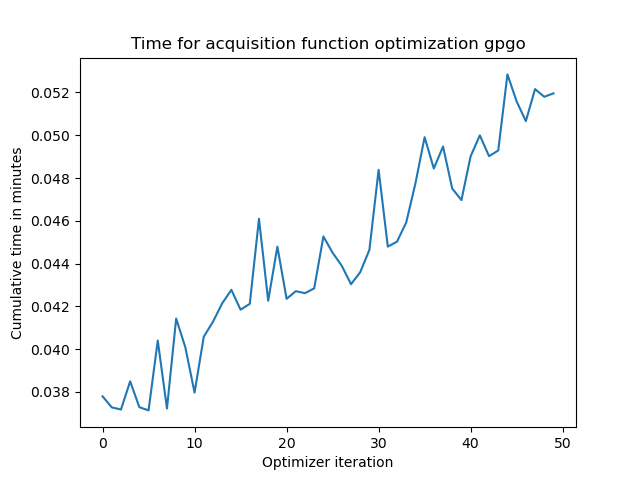 Time for acquisition function optimization gpgo
Cumulative time in minutes
0.052
0.050
0.048
0.046
0.044
0.042
0.040
0.038
0 10 20 30 40 50
Optimizer iteration